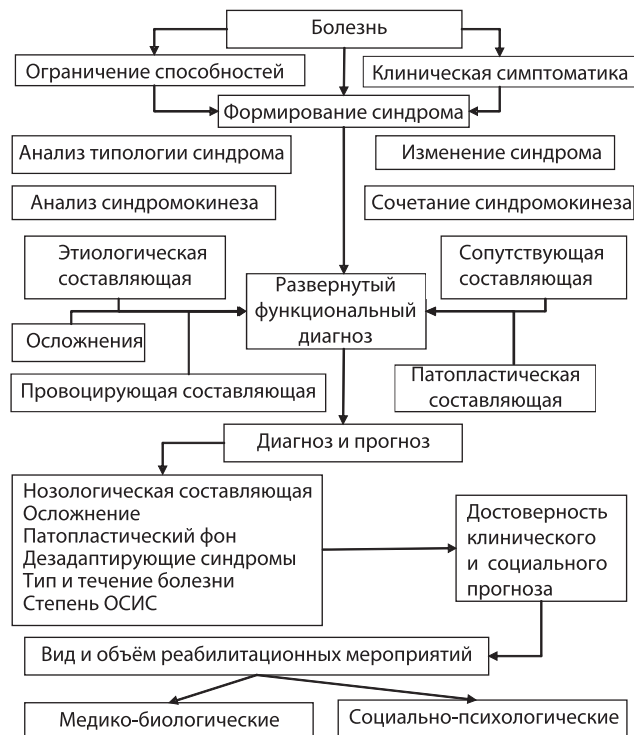 Болезнь
Ограничение способностей
Клиническая симптоматика
Формирование синдрома
Анализ типологии синдрома
Изменение синдрома
Анализ синдромокинеза
Сочетание синдромокинеза
Этиологическая
составляющая
Сопутствующая
составляющая
Развернутый
функциональный
диагноз
Осложнения
Провоцирующая составляющая
Патопластическая
составляющая
Диагноз и прогноз
Нозологическая составляющая
Осложнение
Патопластический фон
Дезадаптирующие синдромы
Тип и течение болезни
Степень ОСИС
Достоверность
клинического
и социального
прогноза
Вид и объём реабилитационных мероприятий
Медико-биологические
Социально-психологические